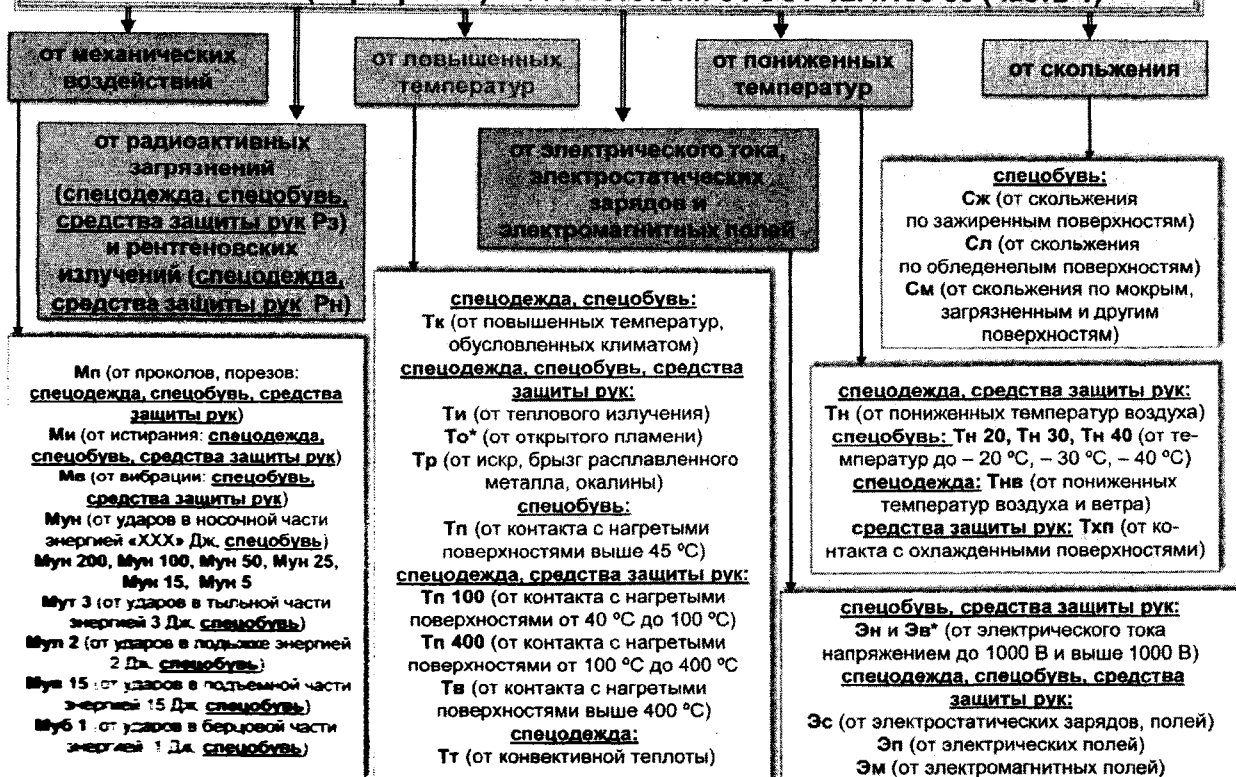 от механических
воздействий
от повышенных
температур
от пониженных
температур
от скольжения
от радиоактивных
загрязнений
(спецодежда, спецобувь,
средства защиты рук Рз)
и рентгеновских
излучений (спецодежда,
средства защиты рук Рн)
от электрического тока,
электростатических
зарядов и
электромагнитных полей
спецобувь:
Сж (от скольжения
по зажиренным поверхностям)
Сл (от скольжения
по обледенелым поверхностям)
См (от скольжения по мокрым,
загрязненным и другим
поверхностям)
Мп (от проколов, порезов:
спецодежда, спецобувь, средства
защиты рук)
Ми (от истирания: спецодежда,
спецобувь, средства защиты рук)
Мв (от вибрации: спецобувь,
средства защиты рук)
Мун (от ударов в носочной части
энергией «ХХХ» Дж, спецобувь)
Мун 200, Мун 100, Мун 50, Мун 25,
Мун 15, Мун 5
Мут 3 (от ударов в тыльной части
энергией 3 Дж, спецобувь)
Муп 2 (от ударов в лодыжке энергией
2 Дж, спецобувь)
15 (от ударов в подъемной части
энергией 15 Дж спецобувь)
Муб 1 (от ударов в берцовой части
энергией 1 Дж, спецобувь)
спецодежда, спецобувь:
Тк (от повышенных температур,
обусловленных климатом)
спецодежда, спецобувь, средства
защиты рук:
Ти (от теплового излучения)
То* (от открытого пламени)
Тр (от искр, брызг расплавленного
металла, окалины)
спецобувь:
Тп (от контакта с нагретыми
поверхностями выше 45 ºС)
спецодежда, средства защиты рук:
Тп 100 (от контакта с нагретыми
поверхностями от 40 ºС до 100 ºС)
Тп 400 (от контакта с нагретыми
поверхностями от 100 ºС до 400 ºС
Тв (от контакта с нагретыми
поверхностями выше 400 ºС)
спецодежда:
Тт (от конвективной теплоты)
спецодежда, средства защиты рук:
Тн (от пониженных температур воздуха)
спецобувь: Тн 20, Тн 30, Тн 40 (от те-
мператур до – 20 ºС, – 30 ºС, – 40 ºС)
спецодежда: Тнв (от пониженных
температур воздуха и ветра)
средства защиты рук: Тхп (от ко-
нтакта с охлажденными поверхностями)
спецобувь, средства защиты рук:
Эн и Эв* (от электрического тока
напряжением до 1000 В и выше 1000 В)
спецодежда, спецобувь, средства
защиты рук:
Эс (от электростатических зарядов, полей)
Эп (от электрических полей)
Эм (от электромагнитных полей)